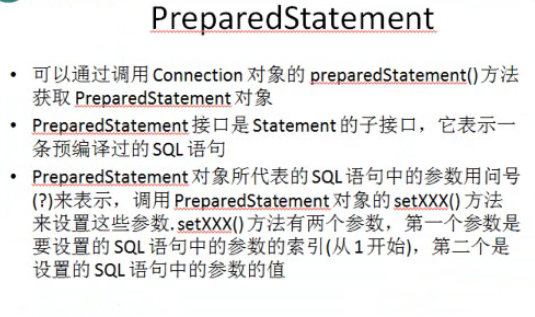 PreparedStatement
• 可以通过调用 Connection 对象的 preparedStatement() 方法
获取 PreparedStatement 对象
• PreparedStatement 接口是 Statement 的子接口，它表示一
条预编译过的 SQL 语句
• PreparedStatement 对象所代表的 SQL 语句中的参数用问号
(?)来表示，调用 PreparedStatement 对象的 setXXX() 方法
来设置这些参数. setXXX() 方法有两个参数，第一个参数是
要设置的 SQL 语句中的参数的索引(从 1 开始)，第二个是
设置的 SQL 语句中的参数的值